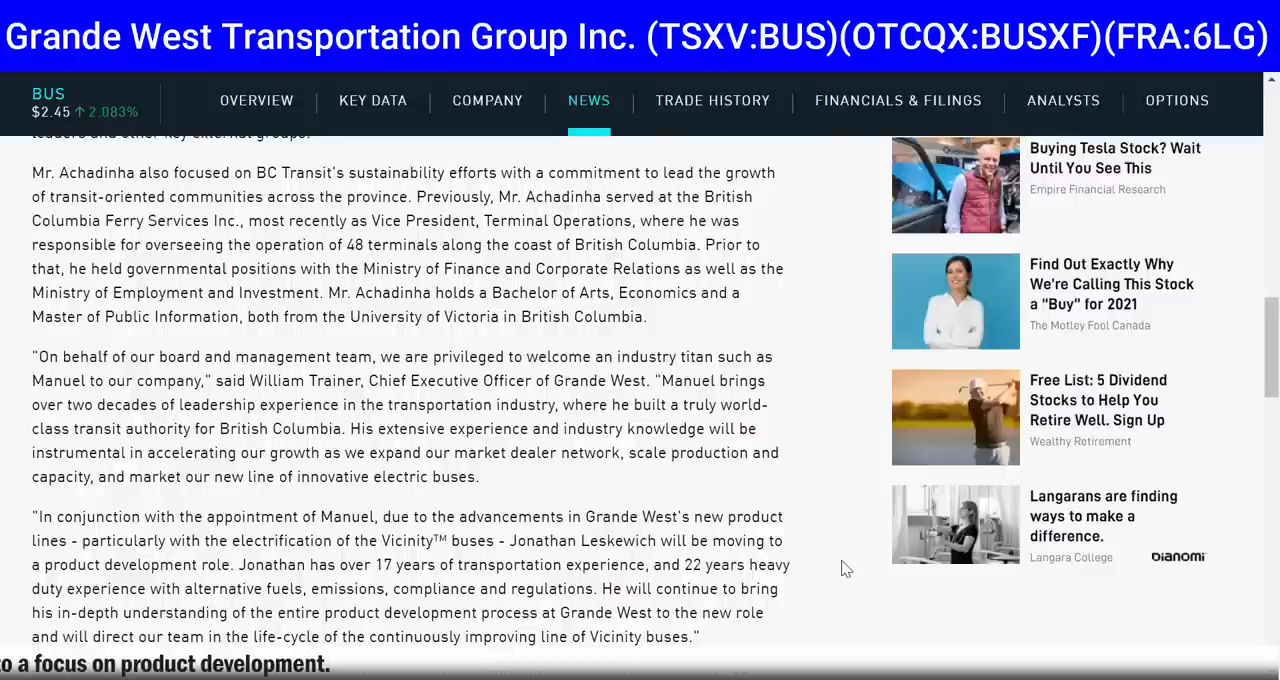 Grande West Transportation Group Inc. (TSXV:BUS)(OTCQX:BUSXF)(FRA:6LG)
BUS
$2.45 ↑ 2.083%
OVERVIEW
KEY DATA
COMPANY
NEWS
TRADE HISTORY
FINANCIALS & FILINGS
ANALYSTS
OPTIONS
leaders and other key external groups.
Mr. Achadinha also focused on BC Transit's sustainability efforts with a commitment to lead the growth
of transit-oriented communities across the province. Previously, Mr. Achadinha served at the British
Columbia Ferry Services Inc., most recently as Vice President, Terminal Operations, where he was
responsible for overseeing the operation of 48 terminals along the coast of British Columbia. Prior to
that, he held governmental positions with the Ministry of Finance and Corporate Relations as well as the
Ministry of Employment and Investment. Mr. Achadinha holds a Bachelor of Arts, Economics and a
Master of Public Information, both from the University of Victoria in British Columbia.
"On behalf of our board and management team, we are privileged to welcome an industry titan such as
Manuel to our company," said William Trainer, Chief Executive Officer of Grande West. "Manuel brings
over two decades of leadership experience in the transportation industry, where he built a truly world-
class transit authority for British Columbia. His extensive experience and industry knowledge will be
instrumental in accelerating our growth as we expand our market dealer network, scale production and
capacity, and market our new line of innovative electric buses.
"In conjunction with the appointment of Manuel, due to the advancements in Grande West's new product
lines - particularly with the electrification of the Vicinity™ buses - Jonathan Leskewich will be moving to
a product development role. Jonathan has over 17 years of transportation experience, and 22 years heavy
duty experience with alternative fuels, emissions, compliance and regulations. He will continue to bring
his in-depth understanding of the entire product development process at Grande West to the new role
and will direct our team in the life-cycle of the continuously improving line of Vicinity buses."
Buying Tesla Stock? Wait
Until You See This
Empire Financial Research
Find Out Exactly Why
We're Calling This Stock
a “Buy” for 2021
The Motley Fool Canada
Free List: 5 Dividend
Stocks to Help You
Retire Well. Sign Up
Wealthy Retirement
Langarans are finding
ways to make a
difference.
Langara College
DIANOMI
to a focus on product development.